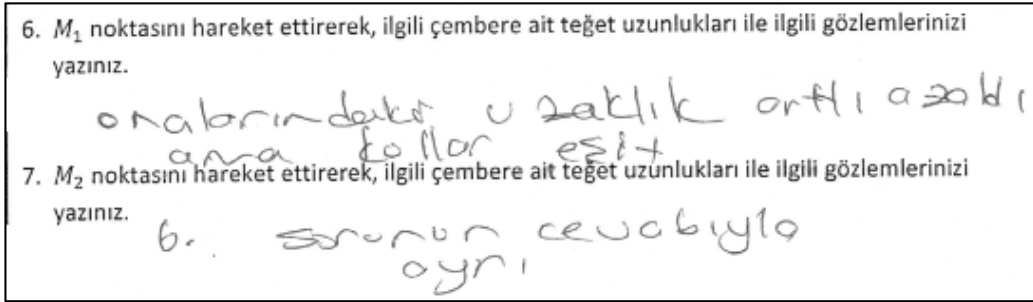 6. M₁ noktasını hareket ettirerek, ilgili çembere ait teğet uzunlukları ile ilgili gözlemlerinizi
yazınız.
onalarındaki uzaklık arttı azaldı
ama kollar eşit
7. M₂ noktasını hareket ettirerek, ilgili çembere ait teğet uzunlukları ile ilgili gözlemlerinizi
yazınız.
6. sorunun cevabıyla
ayrı